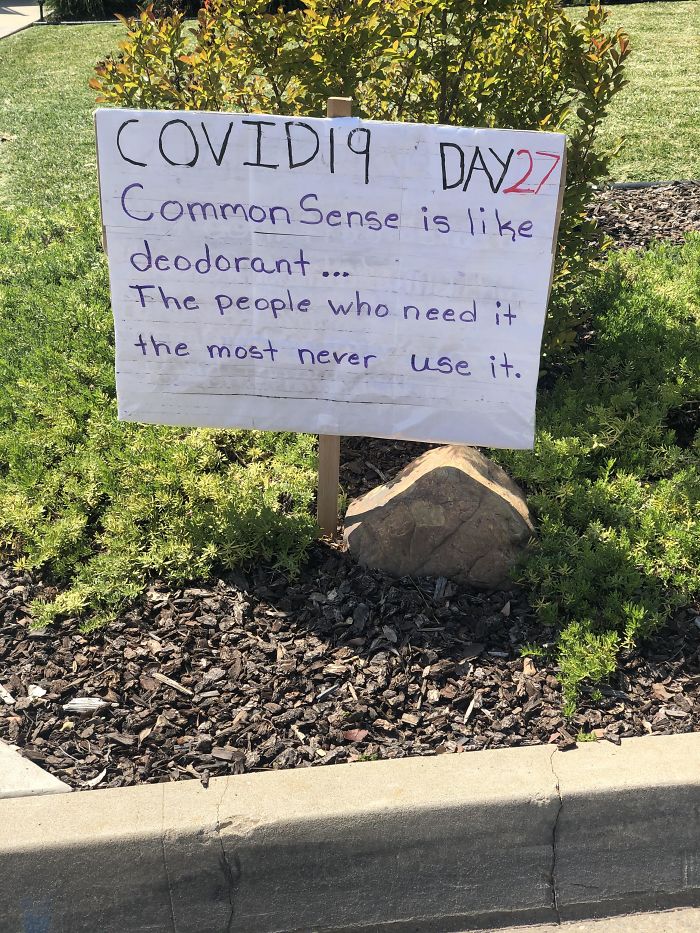 COVID19 DAY27
Common Sense is like
deodorant...
The people who need it
the most never use it.